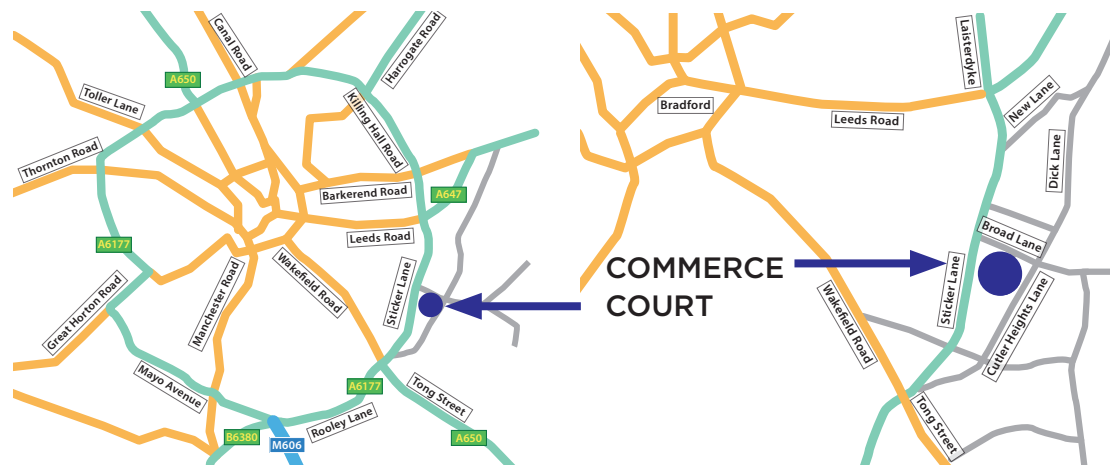 Canal Road
Harrogate Road
A650
Toller Lane
Killing Hall Road
Thornton Road
Barkerend Road
A647
Leeds Road
A6177
Wakefield Road
Sticker Lane
Manchester Road
Great Horton Road
Mayo Avenue
A6177
Tong Street
Rooley Lane
B6380
M606
A650
COMMERCE
COURT
Laisterdyke
Bradford
Leeds Road
New Lane
Dick Lane
Broad Lane
Sticker Lane
Cutler Heights Lane
Wakefield Road
Tong Street